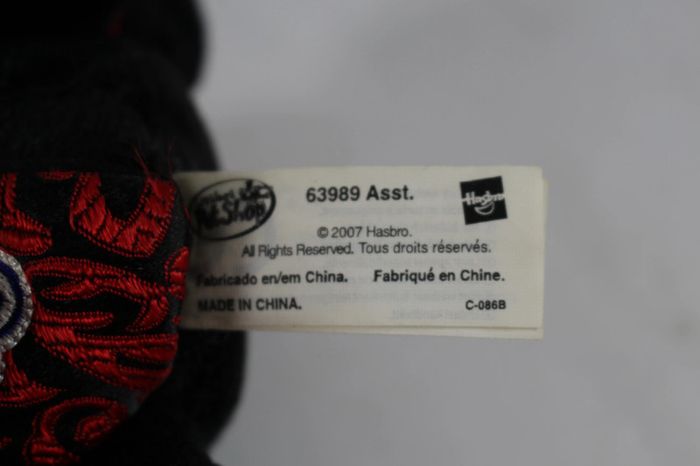 Littlest Pet Shop
63989 Asst.
Hasbro
© 2007 Hasbro.
All Rights Reserved. Tous droits réservés.
Fabricado en/em China. Fabriqué en Chine.
MADE IN CHINA.
C-086B